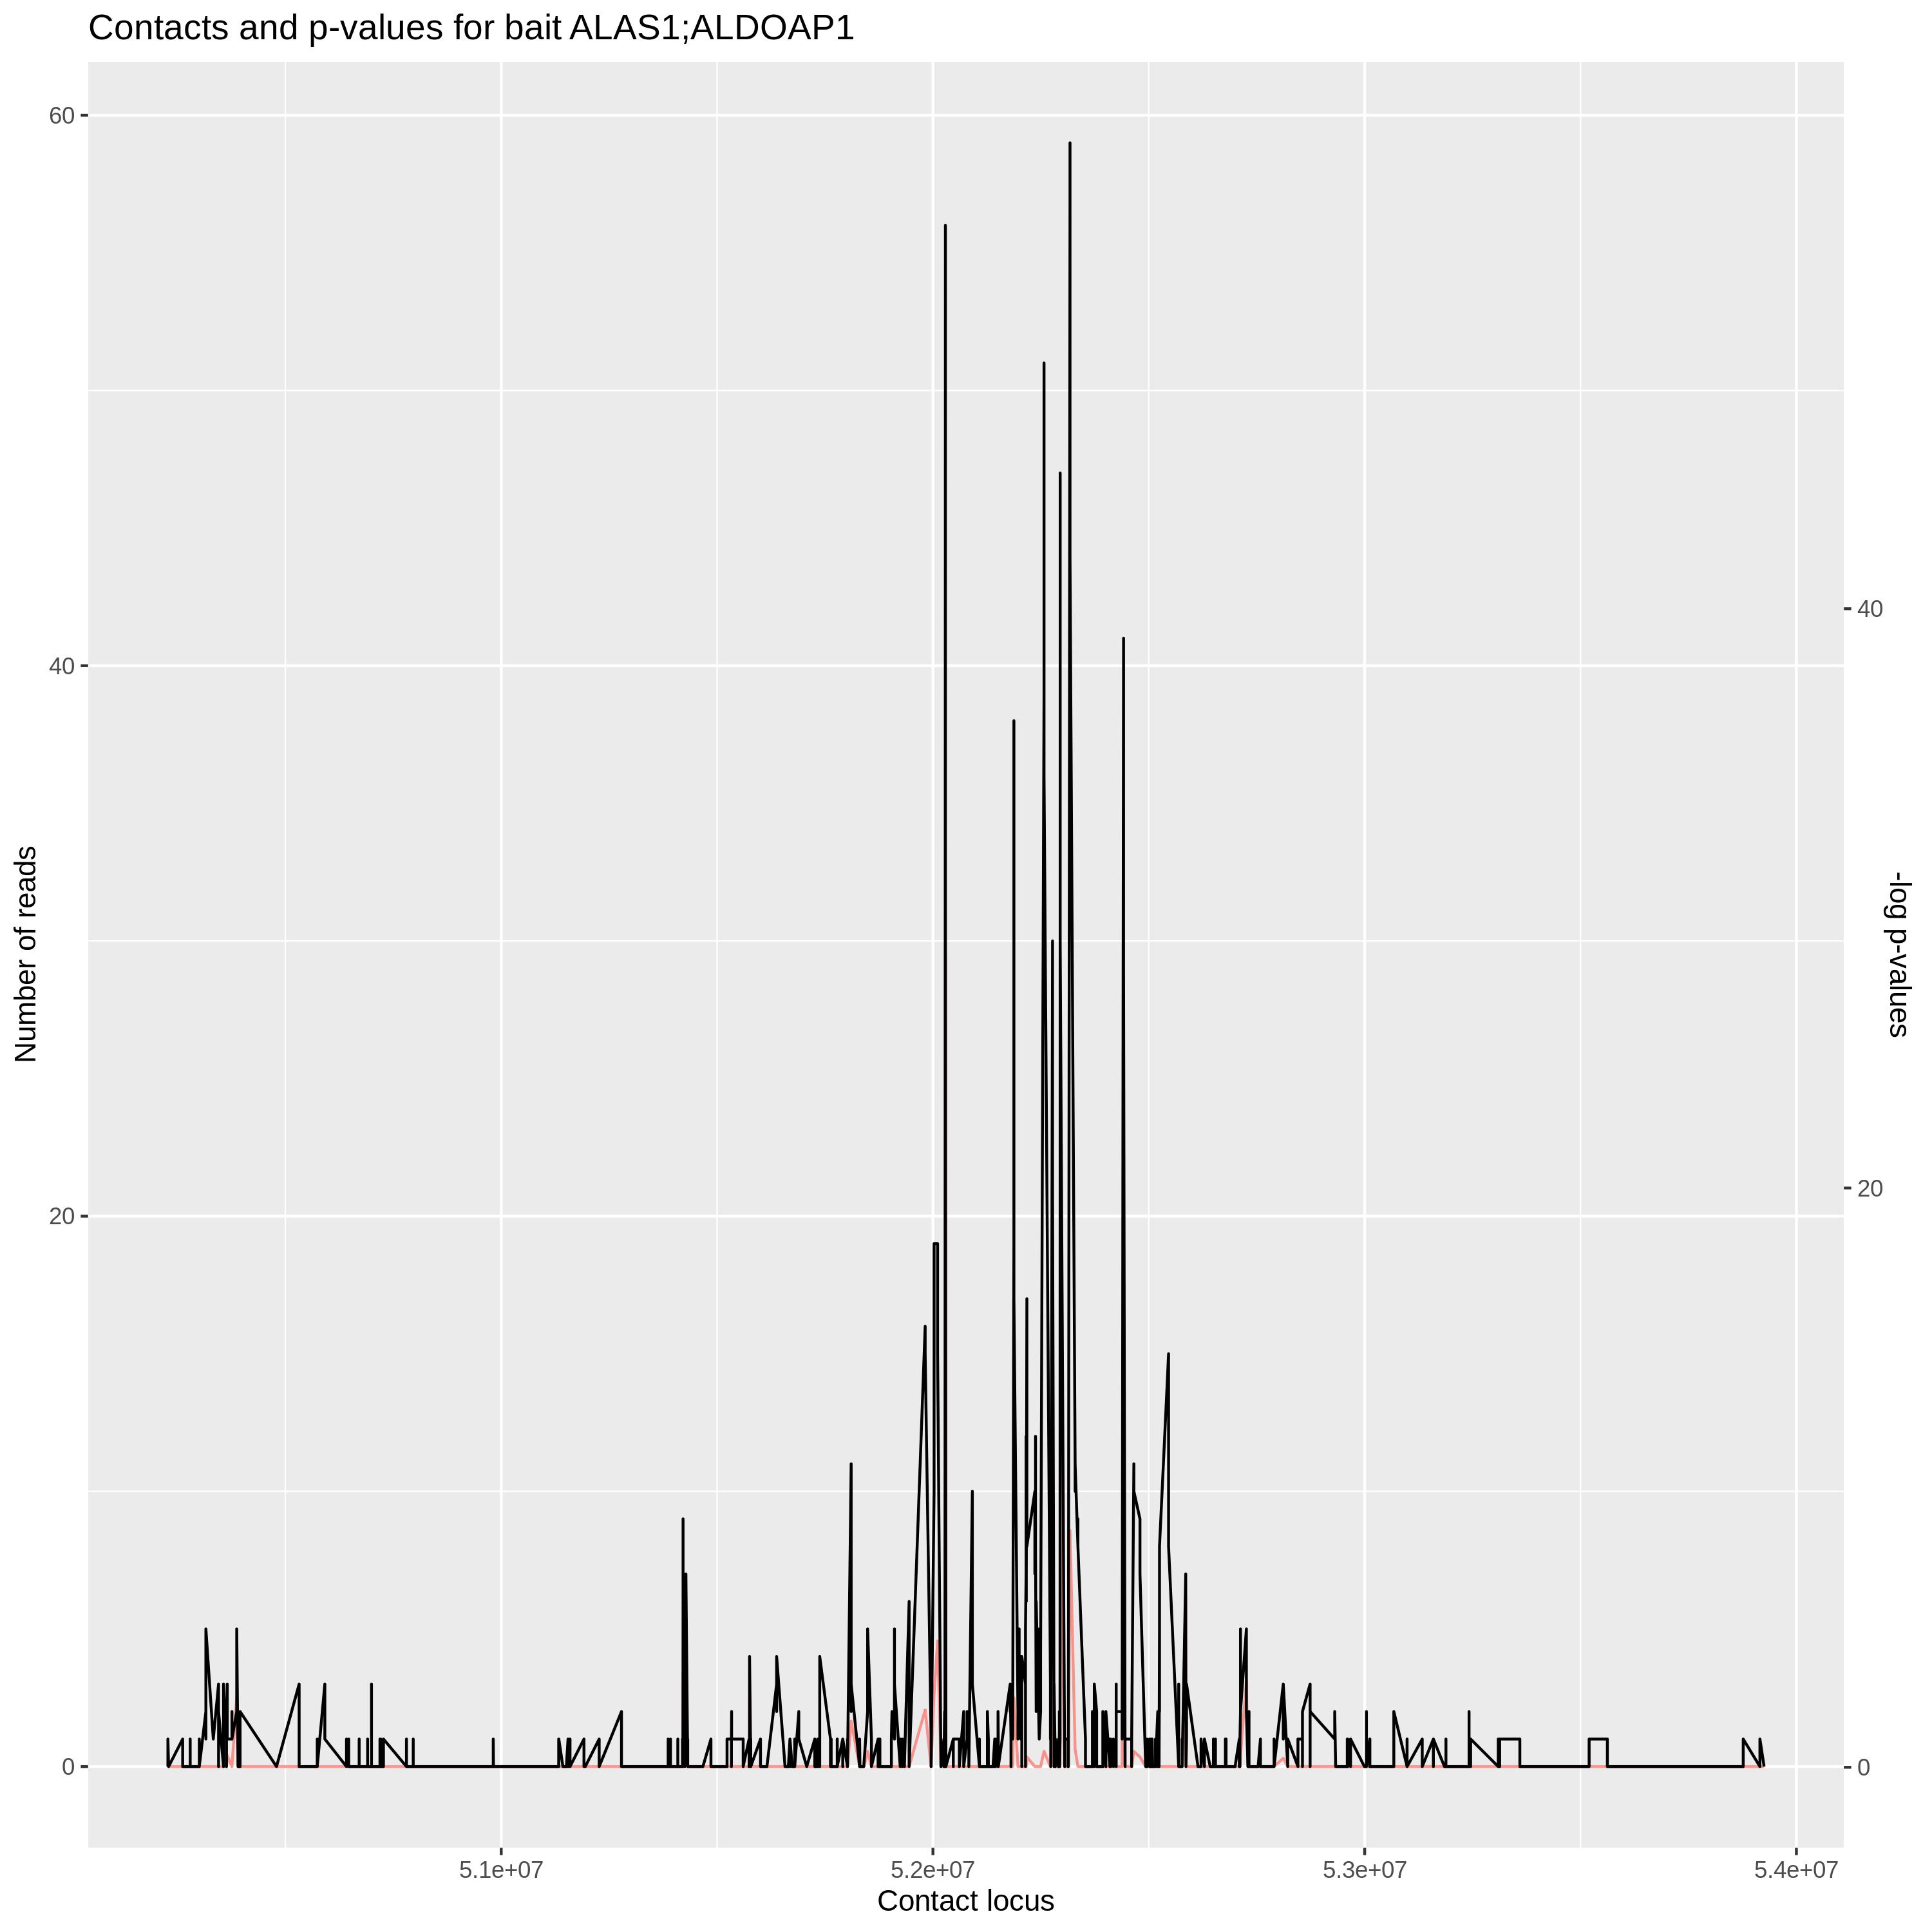 Contacts and p-values for bait ALAS1;ALDOAP1
60
40
20
0
Number of reads
40
20
0
-log p-values
5.1e+07 5.2e+07 5.3e+07 5.4e+07
Contact locus